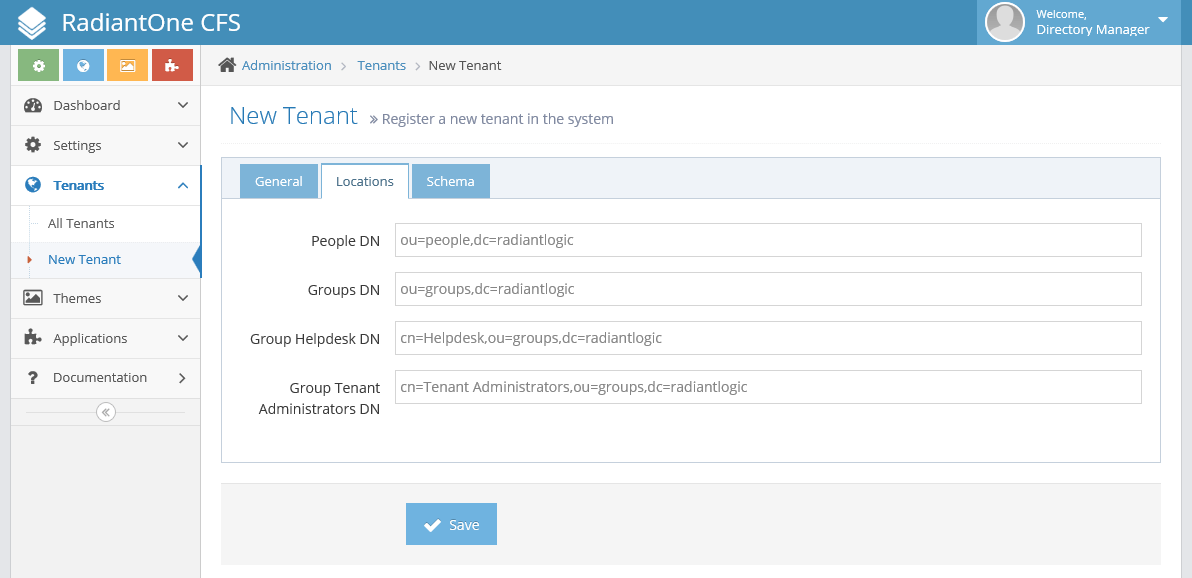 RadiantOne CFS
Welcome,
Directory Manager
Administration > Tenants > New Tenant
Dashboard
Settings
Tenants
All Tenants
New Tenant
Themes
Applications
? Documentation
New Tenant » Register a new tenant in the system
General Locations Schema
People DN ou=people,dc=radiantlogic
Groups DN ou=groups,dc=radiantlogic
Group Helpdesk DN cn=Helpdesk,ou=groups,dc=radiantlogic
Group Tenant cn=Tenant Administrators,ou=groups,dc=radiantlogic
Administrators DN
Save